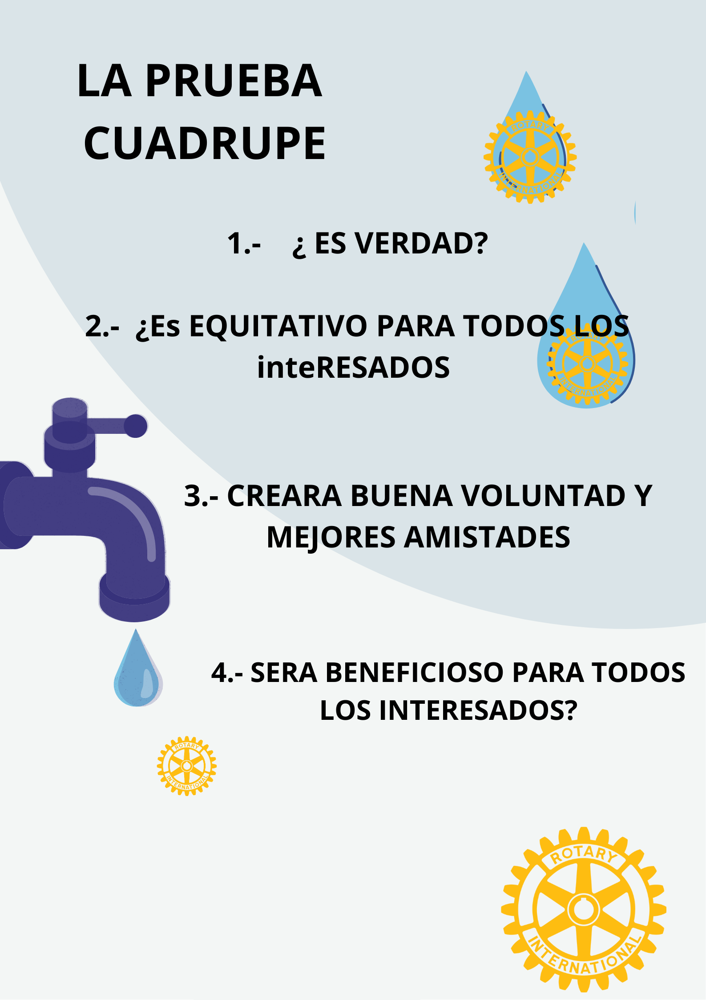 LA PRUEBA
CUADRUPE
ROTARY
INTERNATIONAL
1.- ¿ ES VERDAD?
2.- ¿Es EQUITATIVO PARA TODOS LOS
inteRESADOS
ROTARY
INTERNATIONAL
3.- CREARA BUENA VOLUNTAD Y
MEJORES AMISTADES
4.- SERA BENEFICIOSO PARA TODOS
LOS INTERESADOS?
ROTARY
INTERNATIONAL
ROTARY
INTERNATIONAL